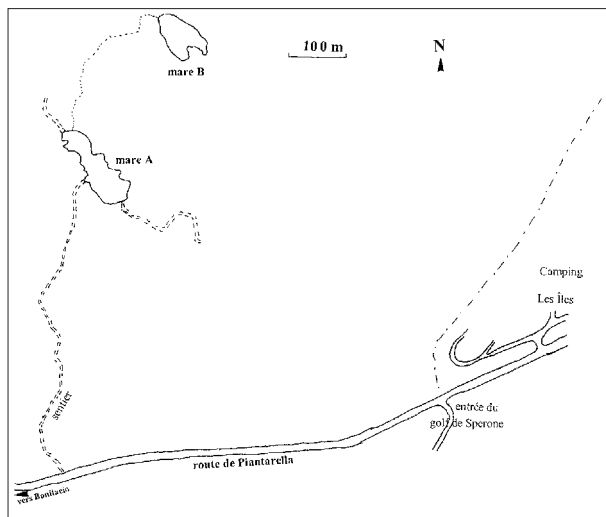 100 m
N
mare B
mare A
Camping
Les Îles
sentier
entrée du
golf de Sperone
route de Piantarella
vers Bonifacio